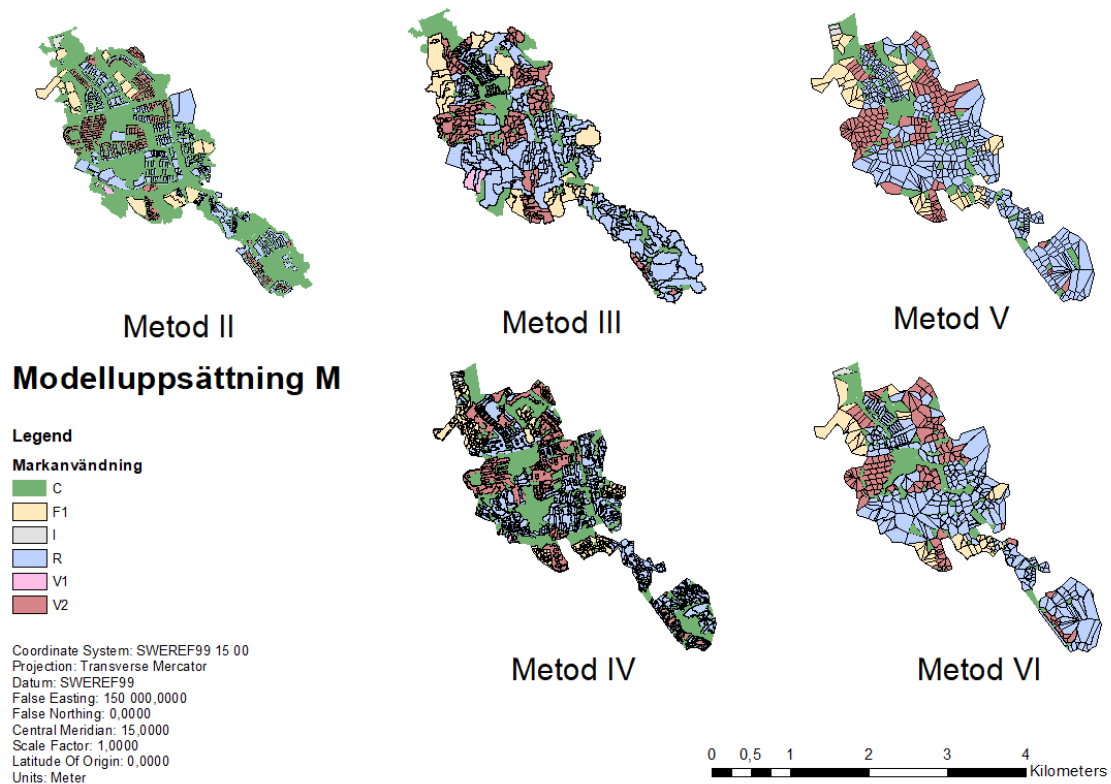 Metod II
Metod III
Metod V
Modelluppsättning M
Legend
Markanvändning
C
F1
I
R
V1
V2
Metod IV
Metod VI
Coordinate System: SWEREF99 15 00
Projection: Transverse Mercator
Datum: SWEREF99
False Easting: 150 000,0000
False Northing: 0,0000
Central Meridian: 15,0000
Scale Factor: 1,0000
Latitude Of Origin: 0,0000
Units: Meter
0 0,5 1 2 3 4
Kilometers